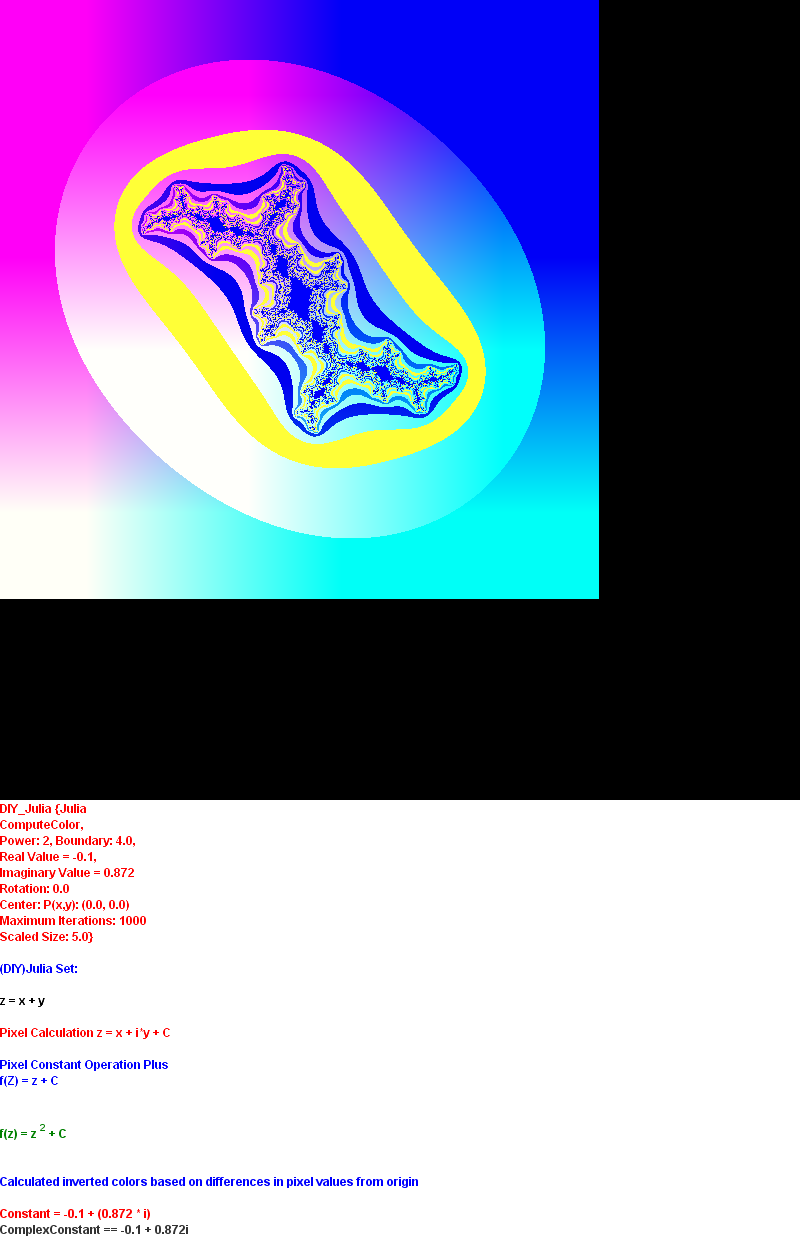 DIY_Julia {Julia
ComputeColor,
Power: 2, Boundary: 4.0,
Real Value = -0.1,
Imaginary Value = 0.872
Rotation: 0.0
Center: P(x,y): (0.0, 0.0)
Maximum Iterations: 1000
Scaled Size: 5.0}
(DIY)Julia Set:
z = x + y
Pixel Calculation z = x + i*y + C
Pixel Constant Operation Plus
f(Z) = z + C
f(z) = z 2 + C
Calculated inverted colors based on differences in pixel values from origin
Constant = -0.1 + (0.872 * i)
ComplexConstant == -0.1 + 0.872i